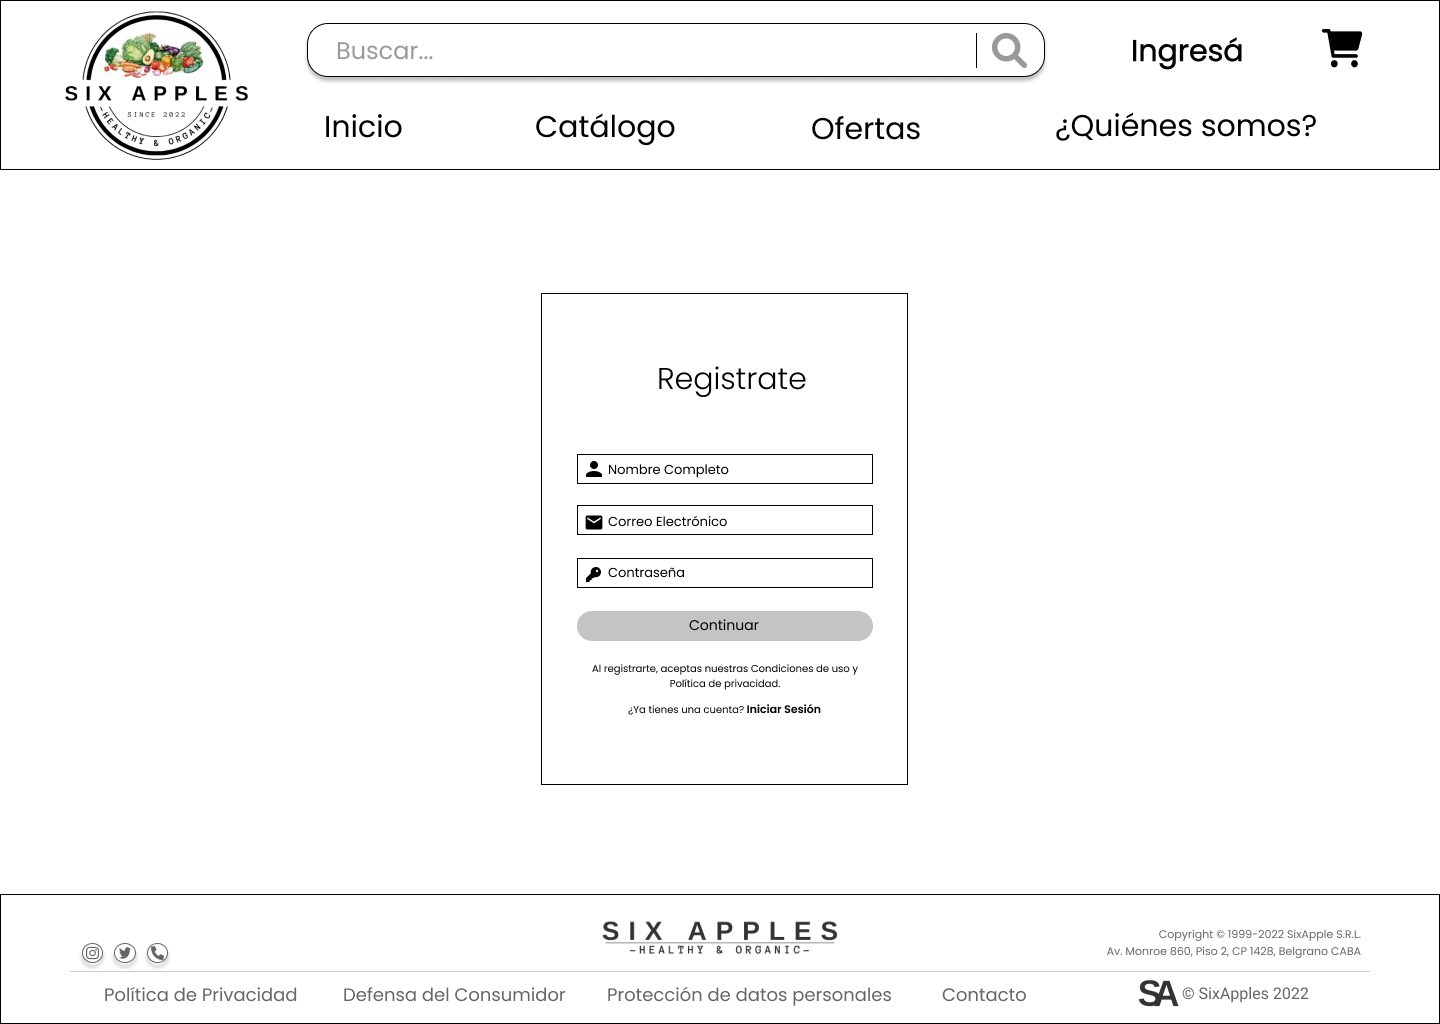 Buscar...
Ingresá
SIX APPLES
SINCE 2022
-HEALTHY & ORGANIC-
Inicio
Catálogo
Ofertas
¿Quiénes somos?
Registrate
Nombre Completo
Correo Electrónico
Contraseña
Continuar
Al registrarte, aceptas nuestras Condiciones de uso y
Política de privacidad.
¿Ya tienes una cuenta? Iniciar Sesión
SIX APPLES
-HEALTHY & ORGANIC-
Copyright © 1999-2022 SixApple S.R.L.
Av. Monroe 860, Piso 2, CP 1428, Belgrano CABA
Política de Privacidad
Defensa del Consumidor
Protección de datos personales
Contacto
SA © SixApples 2022